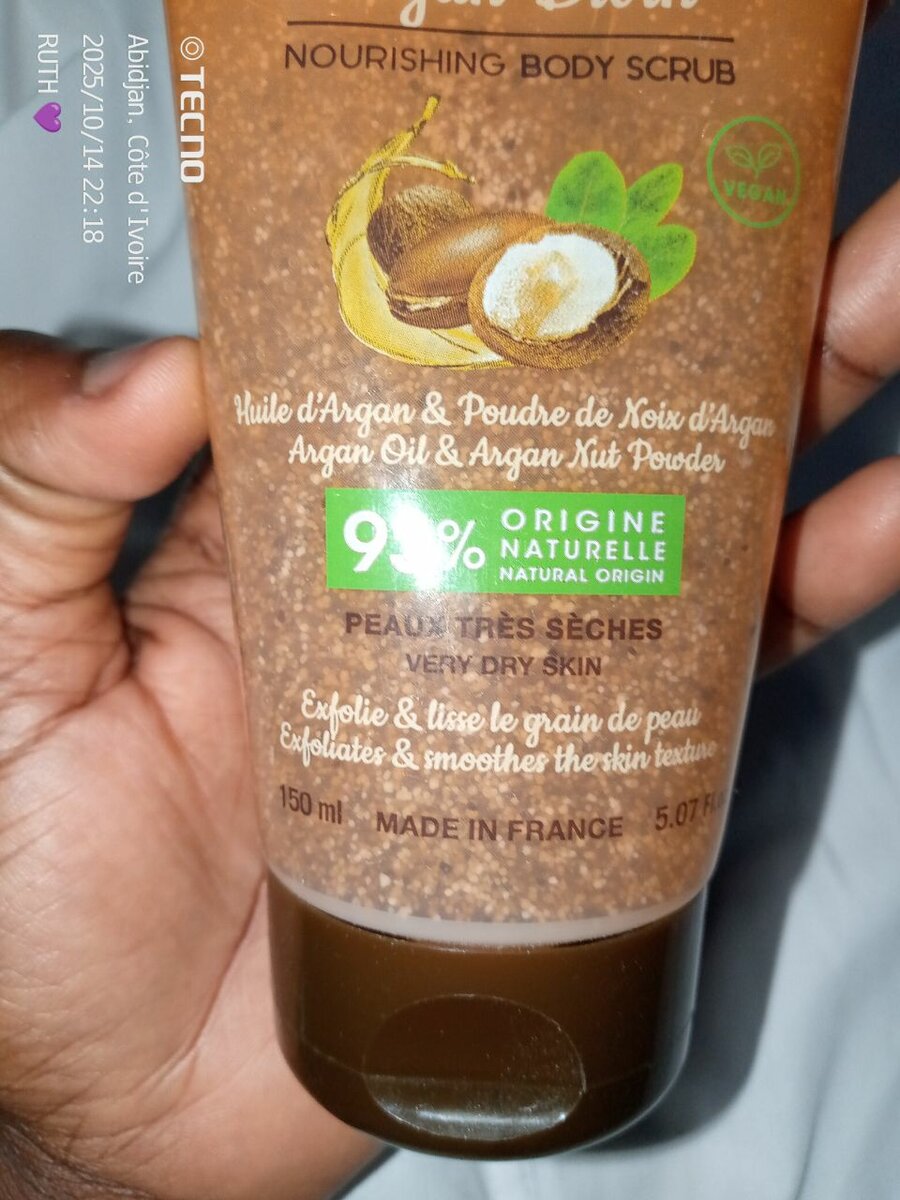 NOURISHING BODY SCRUB
VEGAN
Huile d'Argan & Poudre de Noix d'Argan
Argan Oil & Argan Nut Powder
ORIGINE
NATURELLE
NATURAL ORIGIN
PEAUX TRÈS SÈCHES
VERY DRY SKIN
Exfolie & lisse le grain de peau
Exfoliates & smoothes the skin texture
150 ml MADE IN FRANCE 5.07
TECNO
Abidjan, Côte d'Ivoire
2025/10/14 22:18
RUTH 💜